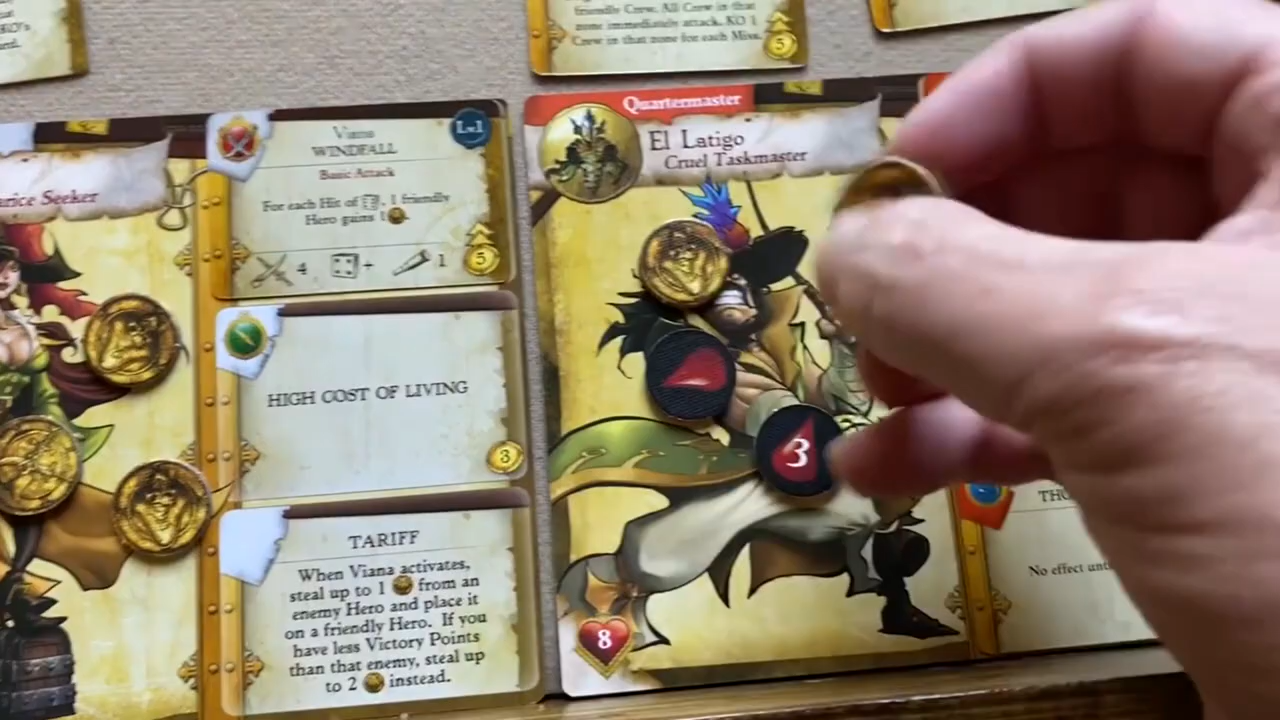 KO's
friendly Crew. All Crew in that
zone immediately attack. KO 1
Crew in that zone for each Miss.
5
Seeker
Viana
WINDFALL
Lv.1
Basic Attack
For each Hit of , 1 friendly
Hero gains 1
4
+
1
5
HIGH COST OF LIVING
3
TARIFF
When Viana activates,
steal up to 1 from an
enemy Hero and place it
on a friendly Hero. If you
have less Victory Points
than that enemy, steal up
to 2 instead.
Quartermaster
El Latigo
Cruel Taskmaster
3
8
No effect